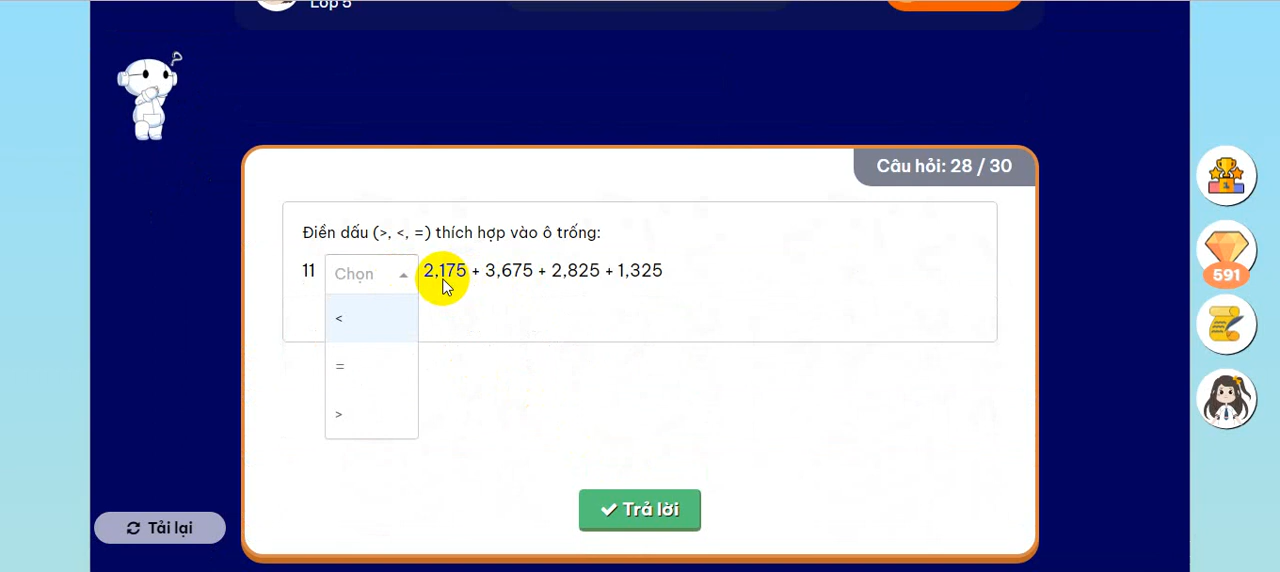 Lớp 5
Câu hỏi: 28 / 30
Điền dấu (>, <, =) thích hợp vào ô trống:
11 Chọn 2,175 + 3,675 + 2,825 + 1,325
<
=
>
591
Trả lời
Tải lại